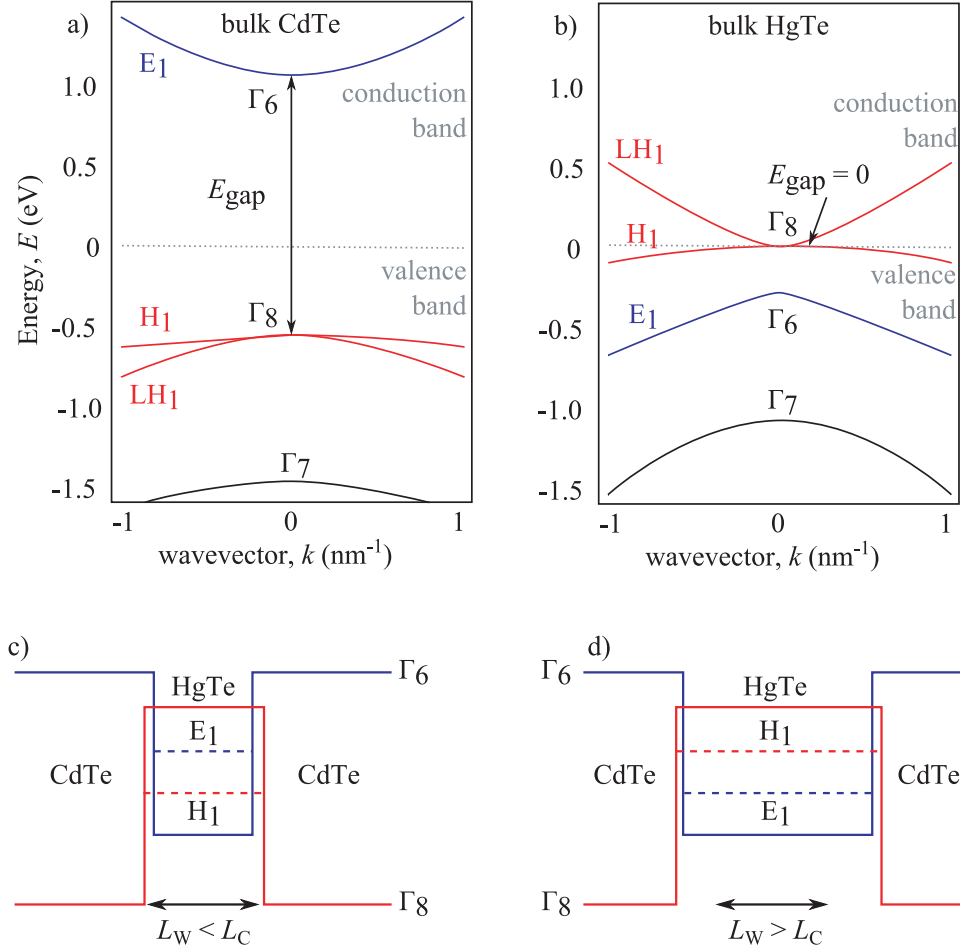 a)
bulk CdTe
E1
Γ6
conduction
band
Egap
valence
band
Γ8
H1
LH1
Γ7
1.0
0.5
0
-0.5
-1.0
-1.5
Energy, E (eV)
-1
0
1
wavevector, k (nm⁻¹)
b)
bulk HgTe
conduction
band
LH1
Egap = 0
Γ8
H1
valence
band
E1
Γ6
Γ7
1.0
0.5
0
-0.5
-1.0
-1.5
-1
0
1
wavevector, k (nm⁻¹)
c)
Γ6
HgTe
E1
CdTe
CdTe
H1
Γ8
LW < LC
d)
Γ6
HgTe
H1
CdTe
CdTe
E1
Γ8
LW > LC